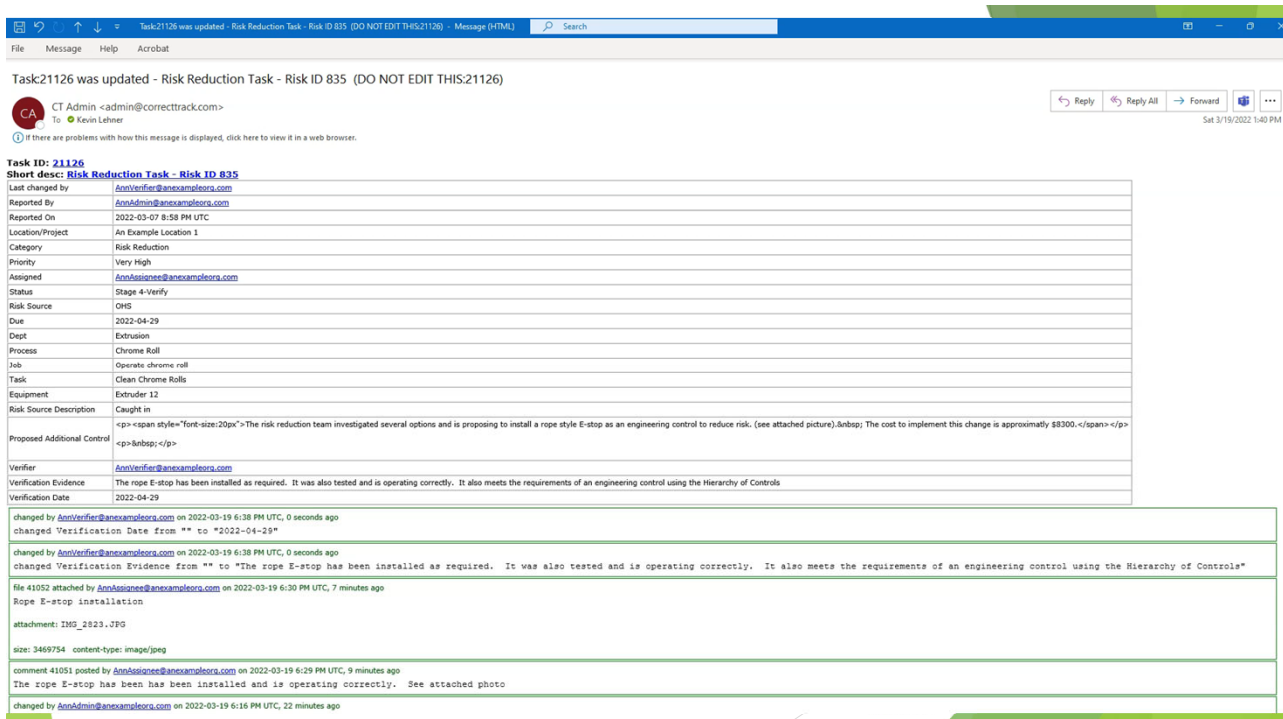 Task:21126 was updated - Risk Reduction Task - Risk ID 835 (DO NOT EDIT THIS:21126) - Message (HTML)
Search
File Message Help Acrobat
Task:21126 was updated - Risk Reduction Task - Risk ID 835 (DO NOT EDIT THIS:21126)
CA
CT Admin <admin@correcttrack.com>
To Kevin Lehner
Reply Reply All Forward
Sat 3/19/2022 1:40 PM
If there are problems with how this message is displayed, click here to view it in a web browser.
Task ID: 21126
Short desc: Risk Reduction Task - Risk ID 835
Last changed by AnnVerifier@anexampleorg.com
Reported By AnnAdmin@anexampleorg.com
Reported On 2022-03-07 8:58 PM UTC
Location/Project An Example Location 1
Category Risk Reduction
Priority Very High
Assigned AnnAssignee@anexampleorg.com
Status Stage 4-Verify
Risk Source OHS
Due 2022-04-29
Dept Extrusion
Process Chrome Roll
Job Operate chrome roll
Task Clean Chrome Rolls
Equipment Extruder 12
Risk Source Description Caught in
Proposed Additional Control <p><span style="font-size:20px">The risk reduction team investigated several options and is proposing to install a rope style E-stop as an engineering control to reduce risk. (see attached picture).&nbsp; The cost to implement this change is approximatly $8300.</span></p>
<p>&nbsp;</p>
Verifier AnnVerifier@anexampleorg.com
Verification Evidence The rope E-stop has been installed as required. It was also tested and is operating correctly. It also meets the requirements of an engineering control using the Hierarchy of Controls
Verification Date 2022-04-29
changed by AnnVerifier@anexampleorg.com on 2022-03-19 6:38 PM UTC, 0 seconds ago
changed Verification Date from "" to "2022-04-29"
changed by AnnVerifier@anexampleorg.com on 2022-03-19 6:38 PM UTC, 0 seconds ago
changed Verification Evidence from "" to "The rope E-stop has been installed as required. It was also tested and is operating correctly. It also meets the requirements of an engineering control using the Hierarchy of Controls"
file 41052 attached by AnnAssignee@anexampleorg.com on 2022-03-19 6:30 PM UTC, 7 minutes ago
Rope E-stop installation
attachment: IMG_2823.JPG
size: 3469754 content-type: image/jpeg
comment 41051 posted by AnnAssignee@anexampleorg.com on 2022-03-19 6:29 PM UTC, 9 minutes ago
The rope E-stop has been has been installed and is operating correctly. See attached photo
changed by AnnAdmin@anexampleorg.com on 2022-03-19 6:16 PM UTC, 22 minutes ago